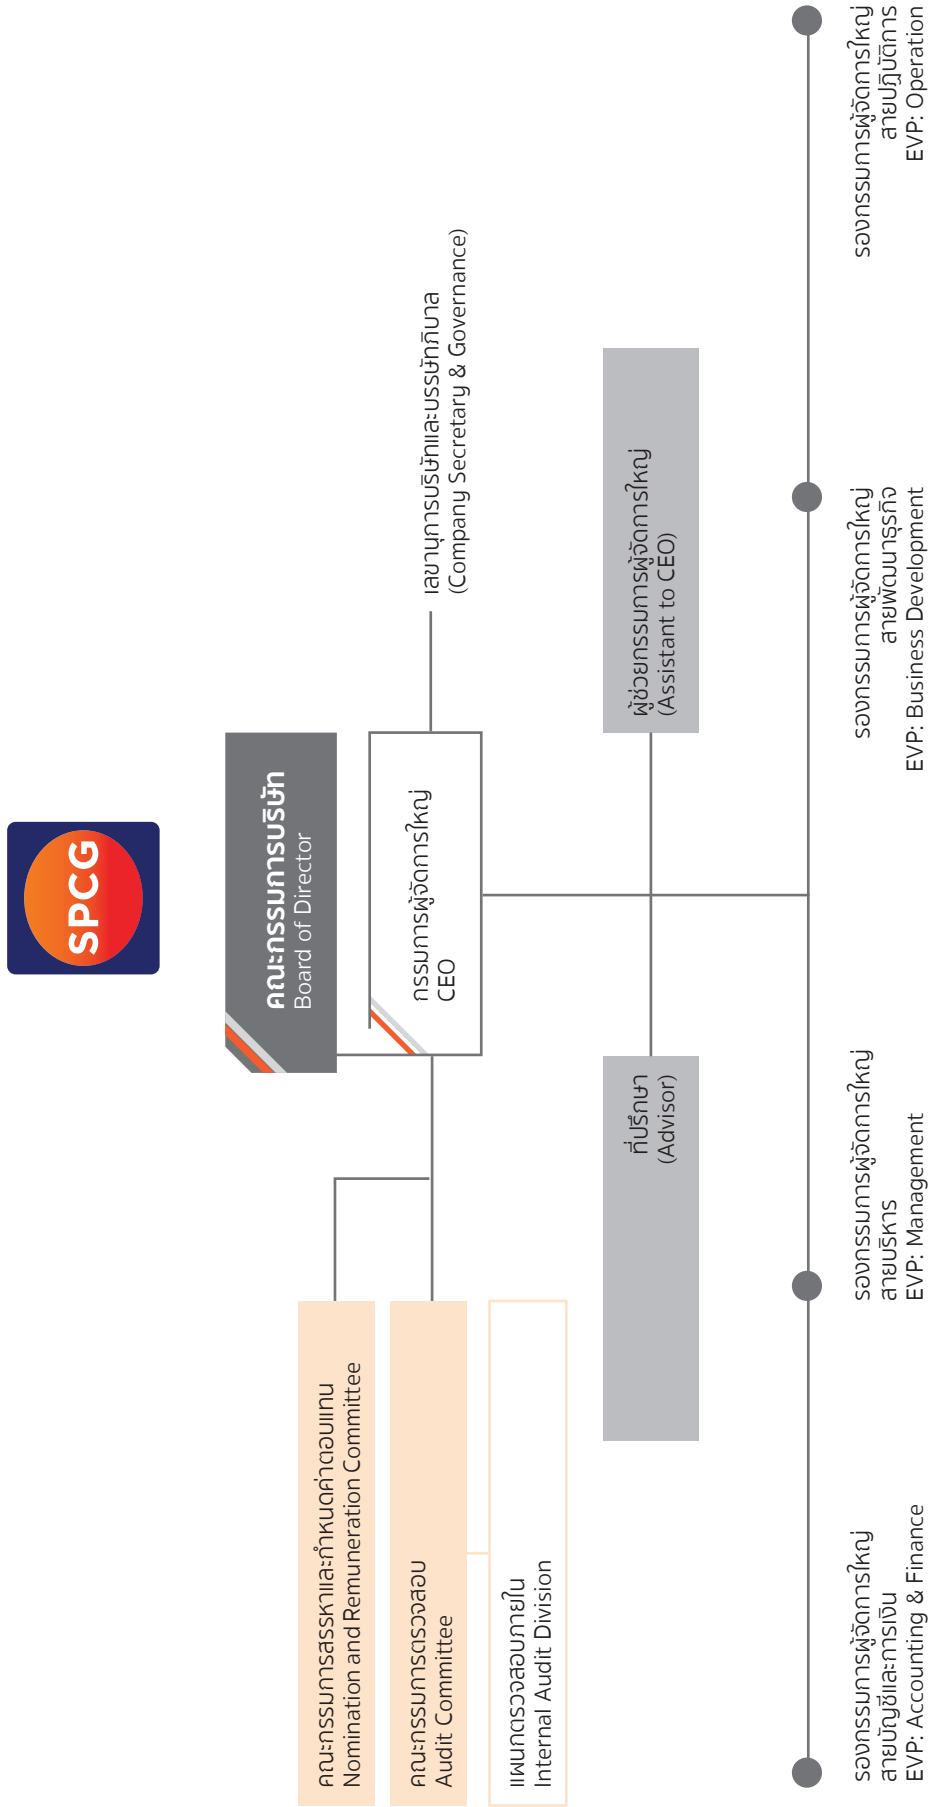 SPCG
คณะกรรมการบริษัท
Board of Director
กรรมการผู้จัดการใหญ่
CEO
เลขานุการบริษัทและบรรษัทภิบาล
(Company Secretary & Governance)
คณะกรรมการสรรหาและกำหนดค่าตอบแทน
Nomination and Remuneration Committee
คณะกรรมการตรวจสอบ
Audit Committee
แผนกตรวจสอบภายใน
Internal Audit Division
ที่ปรึกษา
(Advisor)
ผู้ช่วยกรรมการผู้จัดการใหญ่
(Assistant to CEO)
รองกรรมการผู้จัดการใหญ่
สายบัญชีและการเงิน
EVP: Accounting & Finance
รองกรรมการผู้จัดการใหญ่
สายบริหาร
EVP: Management
รองกรรมการผู้จัดการใหญ่
สายพัฒนาธุรกิจ
EVP: Business Development
รองกรรมการผู้จัดการใหญ่
สายปฏิบัติการ
EVP: Operation